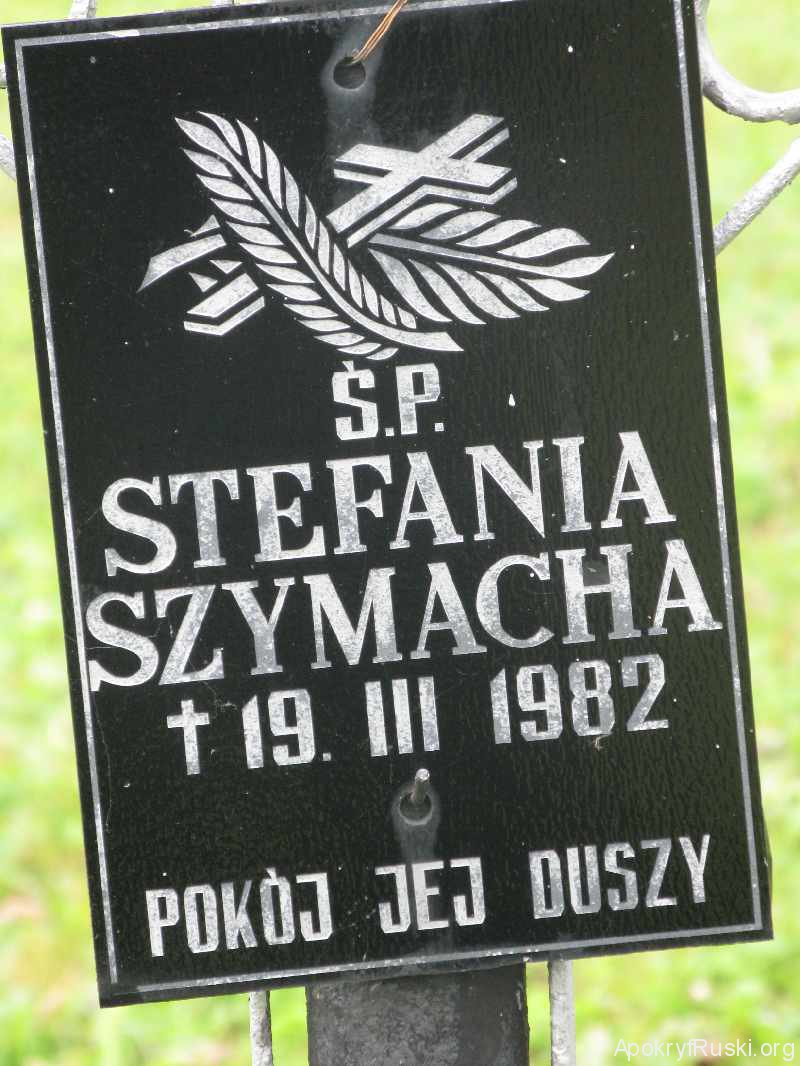 Ś.P.
STEFANIA
SZYMACHA
† 19. III 1982
POKÓJ JEJ DUSZY
ApokryfRuski.org